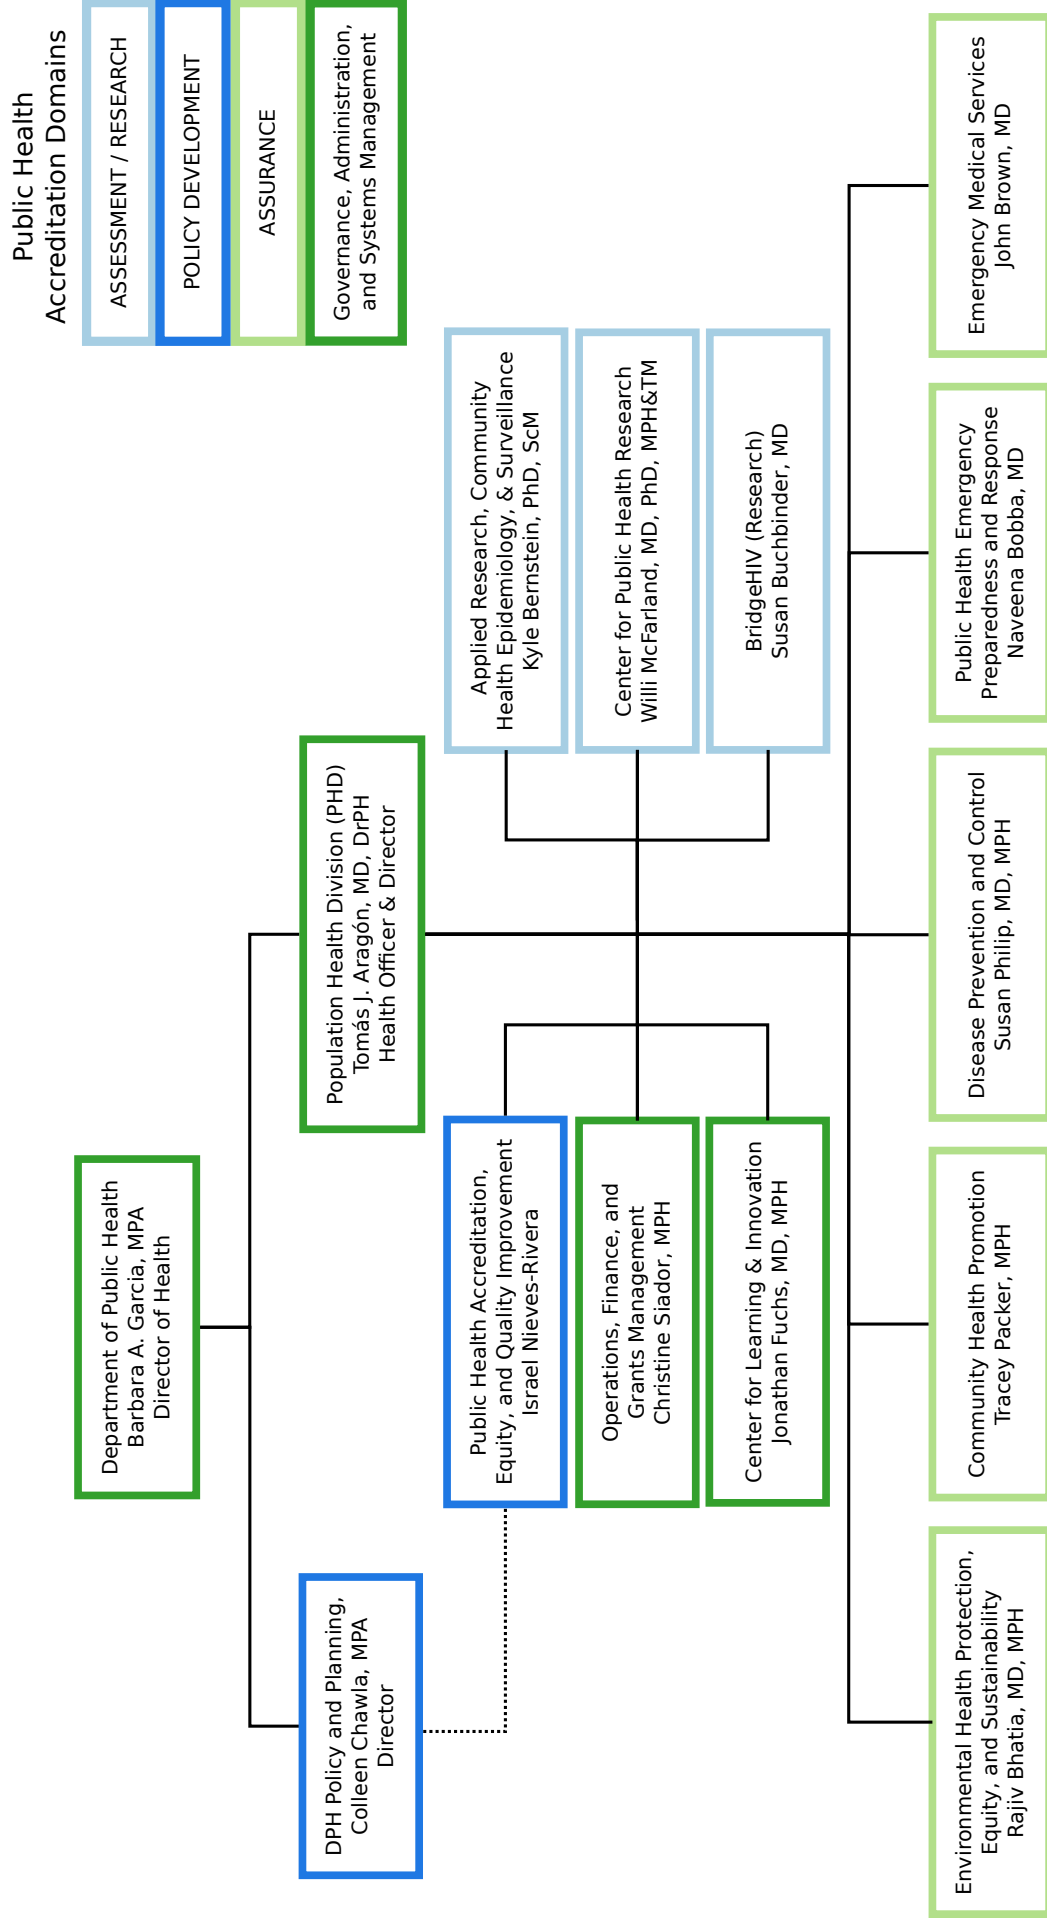 Public Health
Accreditation Domains
ASSESSMENT / RESEARCH
POLICY DEVELOPMENT
ASSURANCE
Governance, Administration,
and Systems Management
Department of Public Health
Barbara A. Garcia, MPA
Director of Health
DPH Policy and Planning,
Colleen Chawla, MPA
Director
Population Health Division (PHD)
Tomás J. Aragón, MD, DrPH
Health Officer & Director
Public Health Accreditation,
Equity, and Quality Improvement
Israel Nieves-Rivera
Applied Research, Community
Health Epidemiology, & Surveillance
Kyle Bernstein, PhD, ScM
Operations, Finance, and
Grants Management
Christine Siador, MPH
Center for Public Health Research
Willi McFarland, MD, PhD, MPH&TM
Center for Learning & Innovation
Jonathan Fuchs, MD, MPH
BridgeHIV (Research)
Susan Buchbinder, MD
Environmental Health Protection,
Equity, and Sustainability
Rajiv Bhatia, MD, MPH
Community Health Promotion
Tracey Packer, MPH
Disease Prevention and Control
Susan Philip, MD, MPH
Public Health Emergency
Preparedness and Response
Naveena Bobba, MD
Emergency Medical Services
John Brown, MD